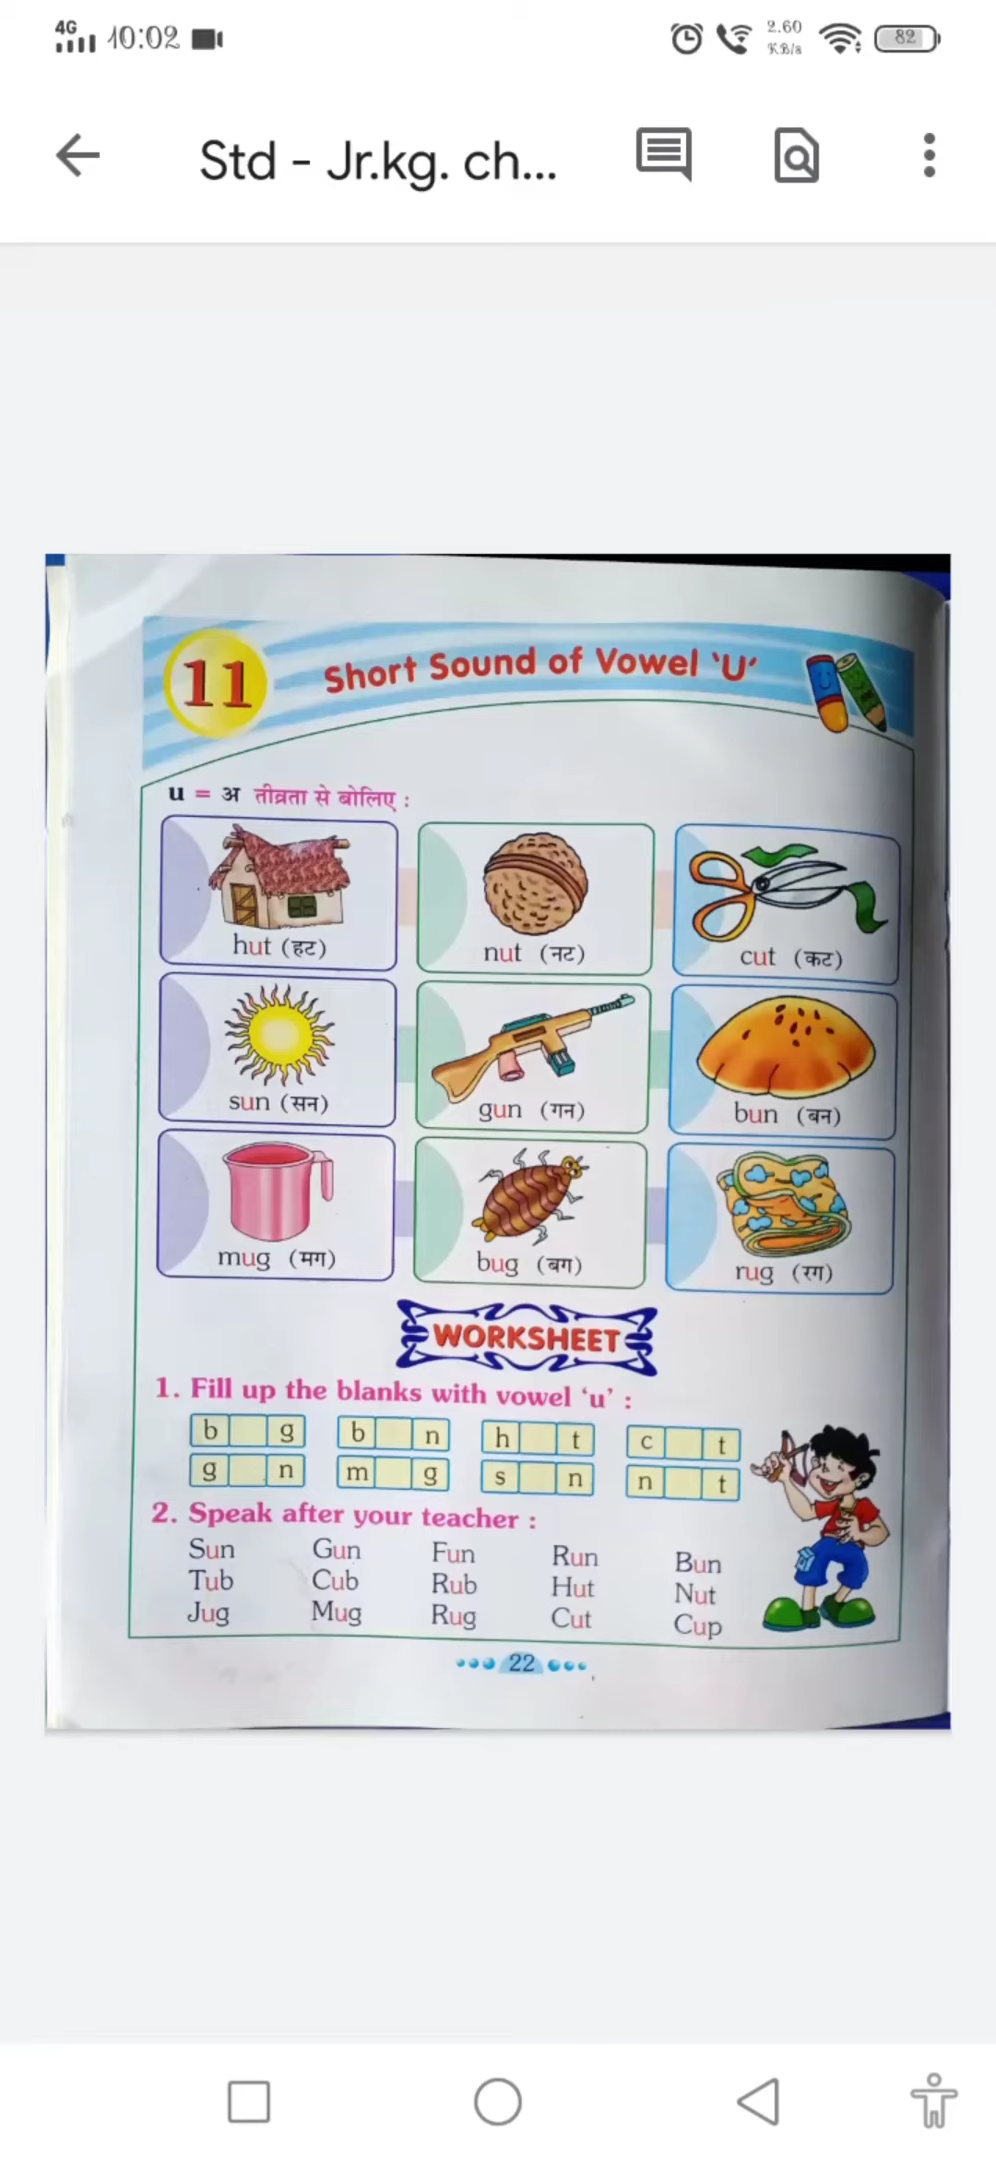 4G 10:02 2.60 KB/s 82
Std - Jr.kg. ch...
11 Short Sound of Vowel 'U'
u = अ तीव्रता से बोलिए :
hut (हट) nut (नट) cut (कट)
sun (सन) gun (गन) bun (बन)
mug (मग) bug (बग) rug (रग)
WORKSHEET
1. Fill up the blanks with vowel 'u' :
b g b n h t c t
g n m g s n n t
2. Speak after your teacher :
Sun Gun Fun Run Bun
Tub Cub Rub Hut Nut
Jug Mug Rug Cut Cup
22